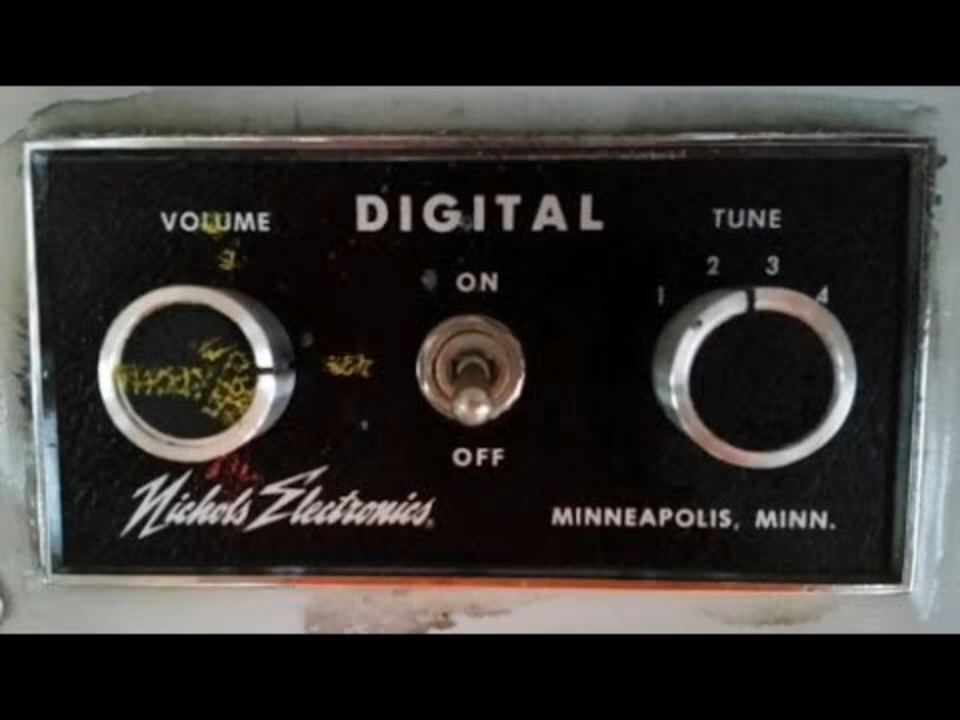 DIGITAL
VOLUME
TUNE
ON
1 2 3 4
OFF
Nichols Electronics.
MINNEAPOLIS, MINN.